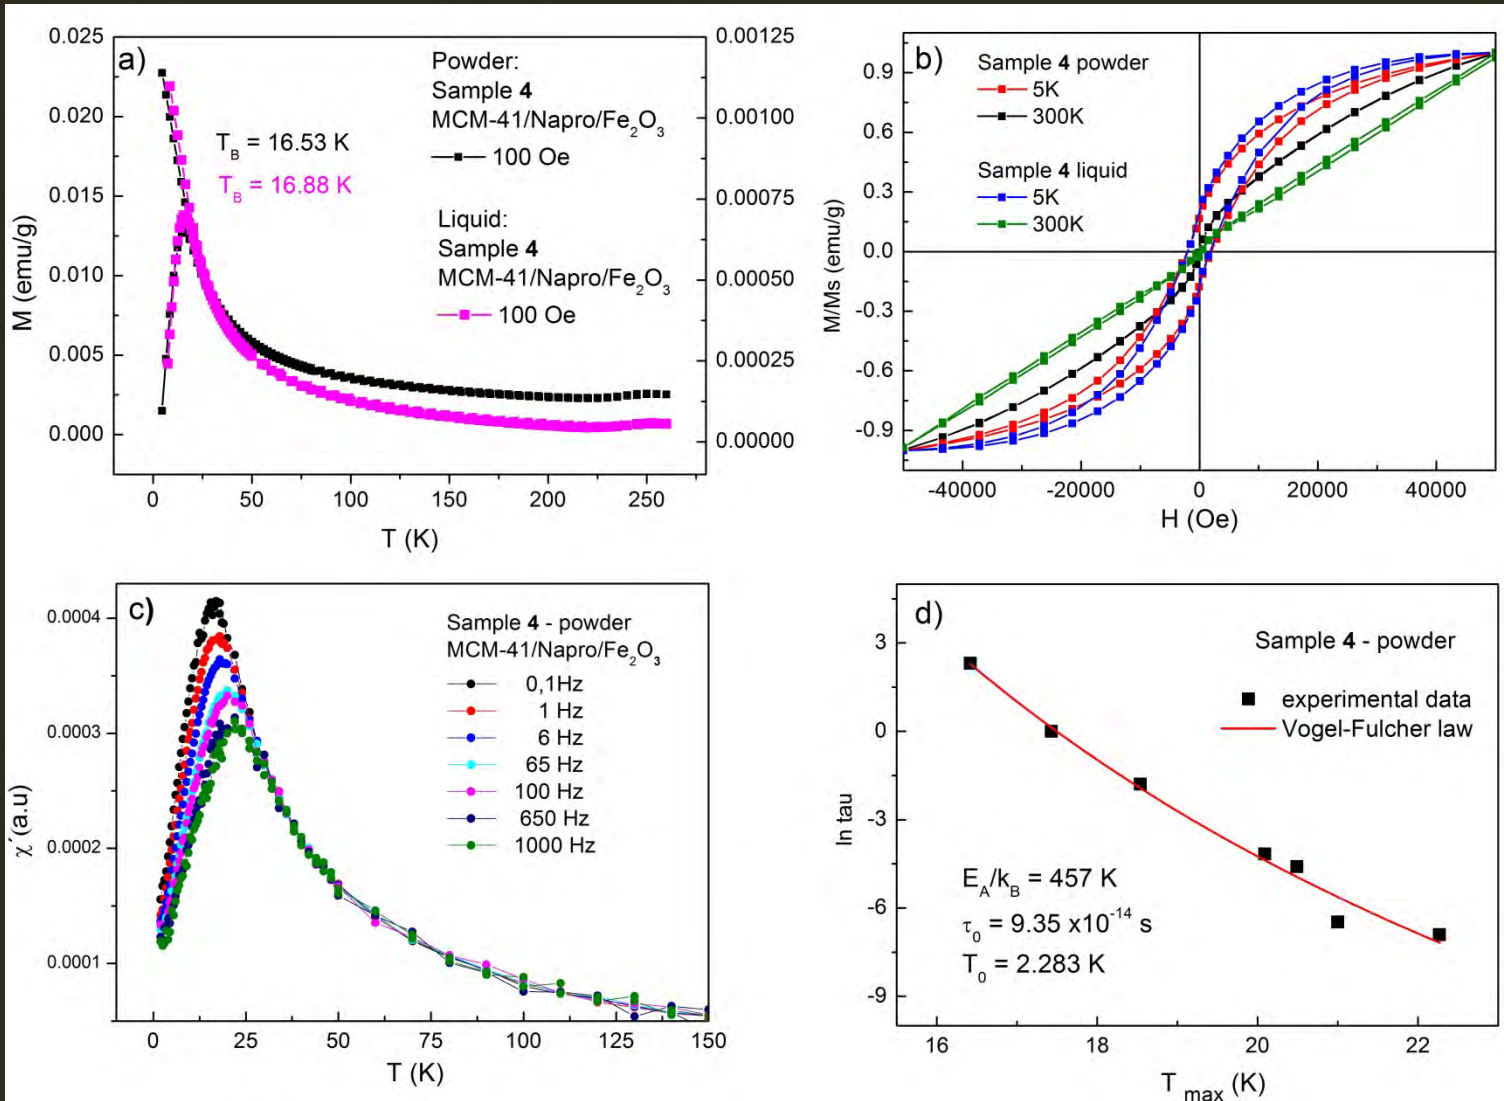 a)
M (emu/g)
0.025
0.020
0.015
0.010
0.005
0.000
0.00125
0.00100
0.00075
0.00050
0.00025
0.00000
Powder:
Sample 4
MCM-41/Napro/Fe₂O₃
100 Oe
T_B = 16.53 K
T_B = 16.88 K
Liquid:
Sample 4
MCM-41/Napro/Fe₂O₃
100 Oe
0 50 100 150 200 250
T (K)
b)
M/Ms (emu/g)
0.9
0.6
0.3
0.0
-0.3
-0.6
-0.9
Sample 4 powder
5K
300K
Sample 4 liquid
5K
300K
-40000 -20000 0 20000 40000
H (Oe)
c)
χ´(a.u)
0.0004
0.0003
0.0002
0.0001
Sample 4 - powder
MCM-41/Napro/Fe₂O₃
0,1Hz
1 Hz
6 Hz
65 Hz
100 Hz
650 Hz
1000 Hz
0 25 50 75 100 125 150
T (K)
d)
ln tau
3
0
-3
-6
-9
Sample 4 - powder
experimental data
Vogel-Fulcher law
E_A/k_B = 457 K
τ₀ = 9.35 x10⁻¹⁴ s
T₀ = 2.283 K
16 18 20 22
T_max (K)